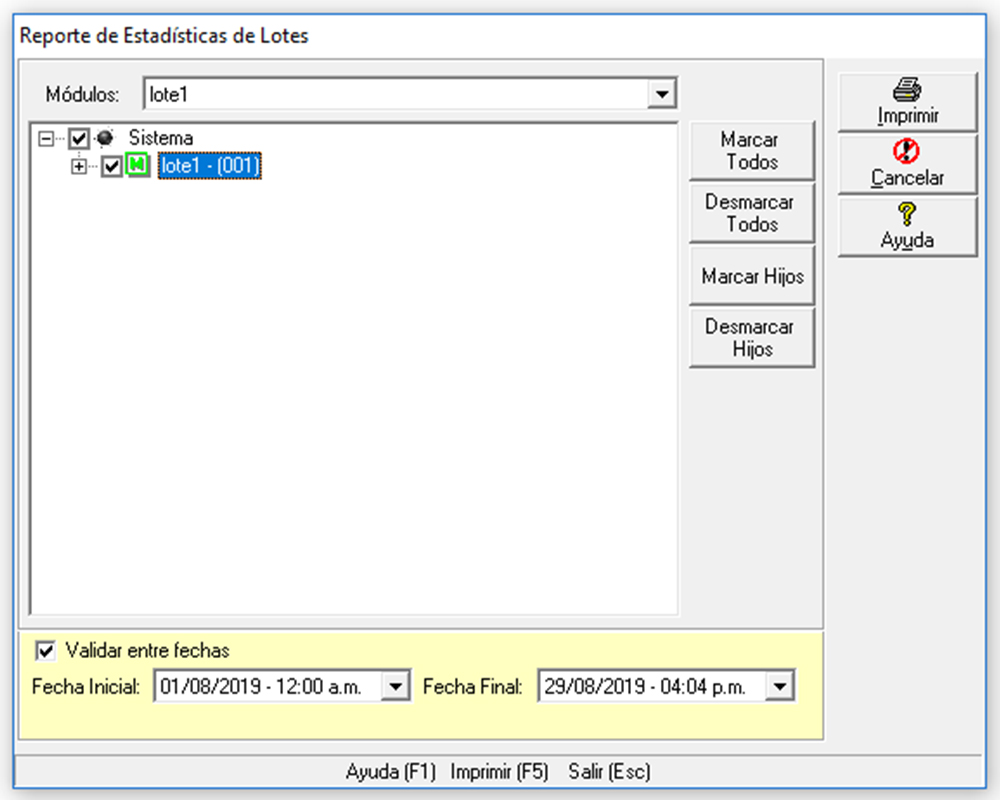 Reporte de Estadísticas de Lotes
Módulos: lote1
Sistema
lote1 - (001)
Marcar
Todos
Desmarcar
Todos
Marcar Hijos
Desmarcar
Hijos
Imprimir
Cancelar
Ayuda
Validar entre fechas
Fecha Inicial: 01/08/2019 - 12:00 a.m. Fecha Final: 29/08/2019 - 04:04 p.m.
Ayuda (F1) Imprimir (F5) Salir (Esc)